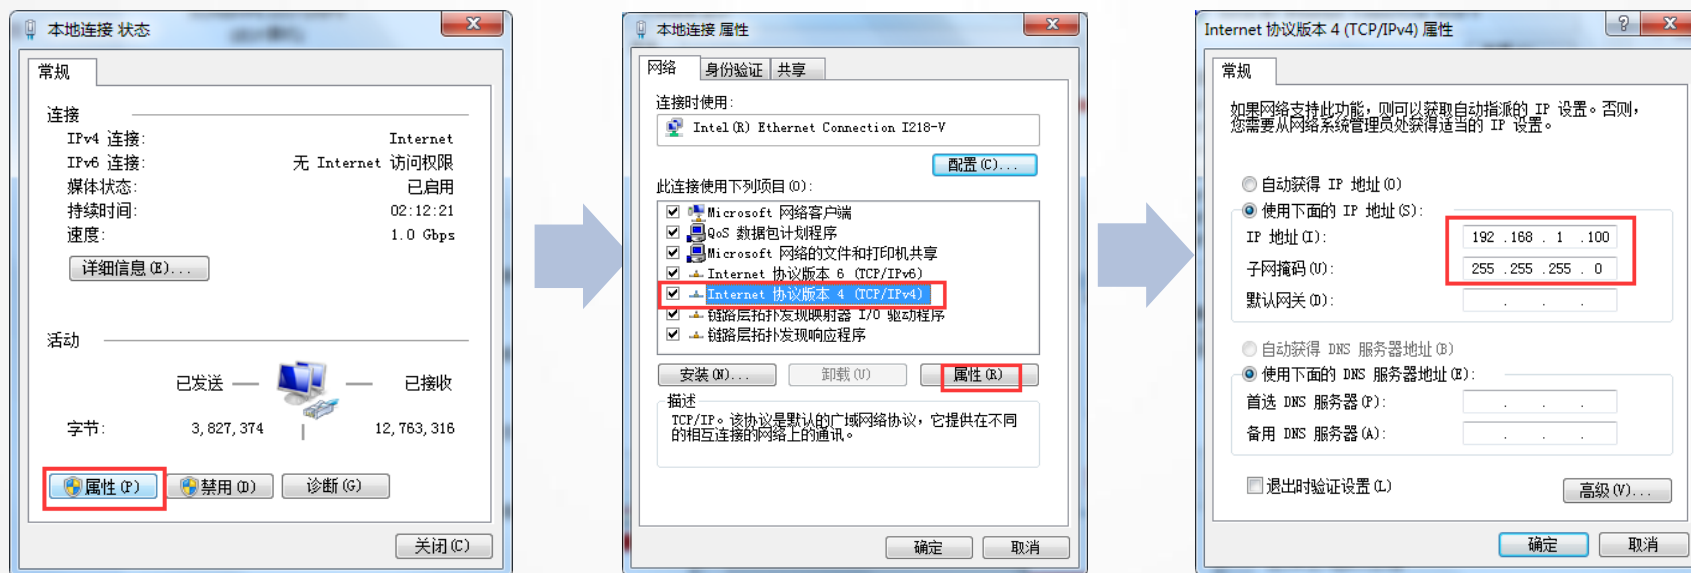 本地连接 状态
常规
连接
IPv4 连接: Internet
IPv6 连接: 无 Internet 访问权限
媒体状态: 已启用
持续时间: 02:12:21
速度: 1.0 Gbps
详细信息(E)...
活动
已发送 — — 已接收
字节: 3,827,374 | 12,763,316
属性(P) 禁用(D) 诊断(G)
关闭(C)
本地连接 属性
网络 身份验证 共享
连接时使用:
Intel(R) Ethernet Connection I218-V
配置(C)...
此连接使用下列项目(O):
Microsoft 网络客户端
QoS 数据包计划程序
Microsoft 网络的文件和打印机共享
Internet 协议版本 6 (TCP/IPv6)
Internet 协议版本 4 (TCP/IPv4)
链路层拓扑发现映射器 I/O 驱动程序
链路层拓扑发现响应程序
安装(N)... 卸载(U) 属性(R)
描述
TCP/IP。该协议是默认的广域网络协议，它提供在不同
的相互连接的网络上的通讯。
确定 取消
Internet 协议版本 4 (TCP/IPv4) 属性
常规
如果网络支持此功能，则可以获取自动指派的 IP 设置。否则，
您需要从网络系统管理员处获得适当的 IP 设置。
自动获得 IP 地址(O)
使用下面的 IP 地址(S):
IP 地址(I): 192 .168 . 1 .100
子网掩码(U): 255 .255 .255 . 0
默认网关(D): . . .
自动获得 DNS 服务器地址(B)
使用下面的 DNS 服务器地址(E):
首选 DNS 服务器(P): . . .
备用 DNS 服务器(A): . . .
退出时验证设置(L) 高级(V)...
确定 取消